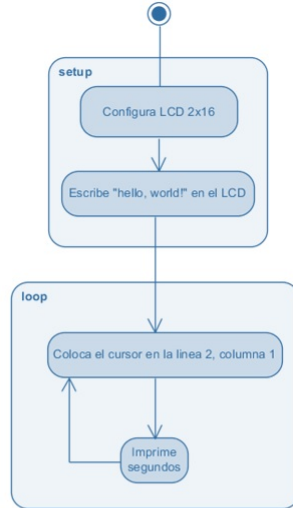 setup
Configura LCD 2x16
Escribe "hello, world!" en el LCD
loop
Coloca el cursor en la linea 2, columna 1
Imprime
segundos